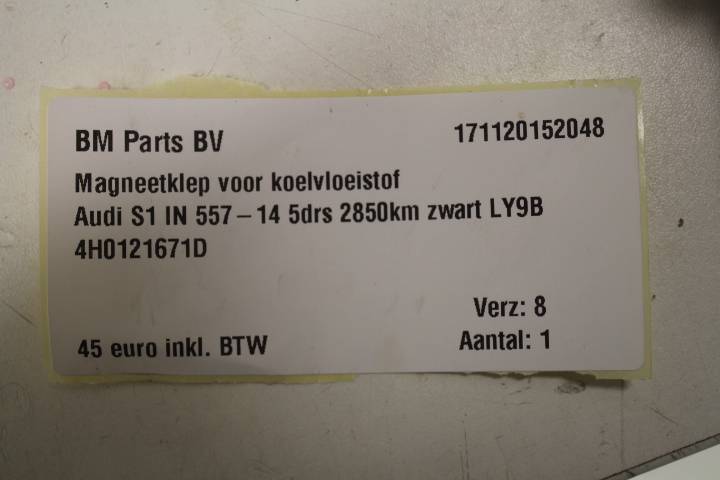 BM Parts BV
171120152048
Magneetklep voor koelvloeistof
Audi S1 IN 557 – 14 5drs 2850km zwart LY9B
4H0121671D
Verz: 8
45 euro inkl. BTW
Aantal: 1